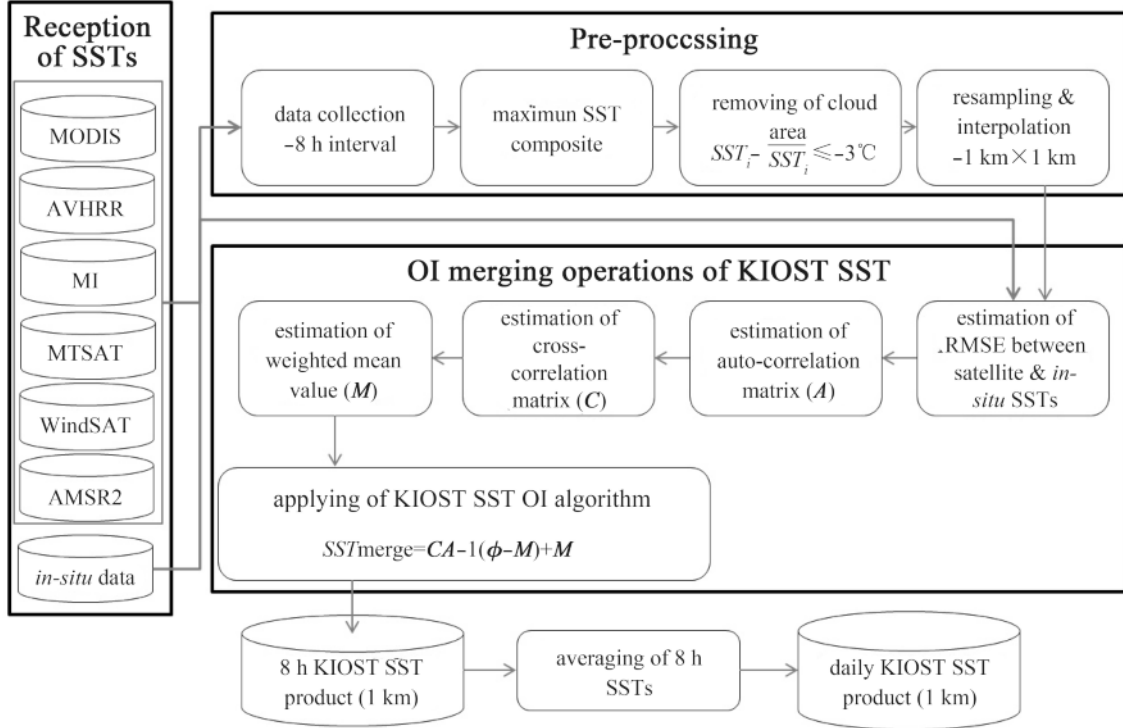 Reception
of SSTs
MODIS
AVHRR
MI
MTSAT
WindSAT
AMSR2
in-situ data
Pre-proccssing
data collection
-8 h interval
maximun SST
composite
removing of cloud
area
SSTᵢ- S̅S̅T̅ᵢ ≤-3℃
resampling &
interpolation
-1 km×1 km
OI merging operations of KIOST SST
estimation of
RMSE between
satellite & in-
situ SSTs
estimation of
auto-correlation
matrix (A)
estimation of
cross-
correlation
matrix (C)
estimation of
weighted mean
value (M)
applying of KIOST SST OI algorithm
SSTmerge=CA-1(ϕ-M)+M
8 h KIOST SST
product (1 km)
averaging of 8 h
SSTs
daily KIOST SST
product (1 km)